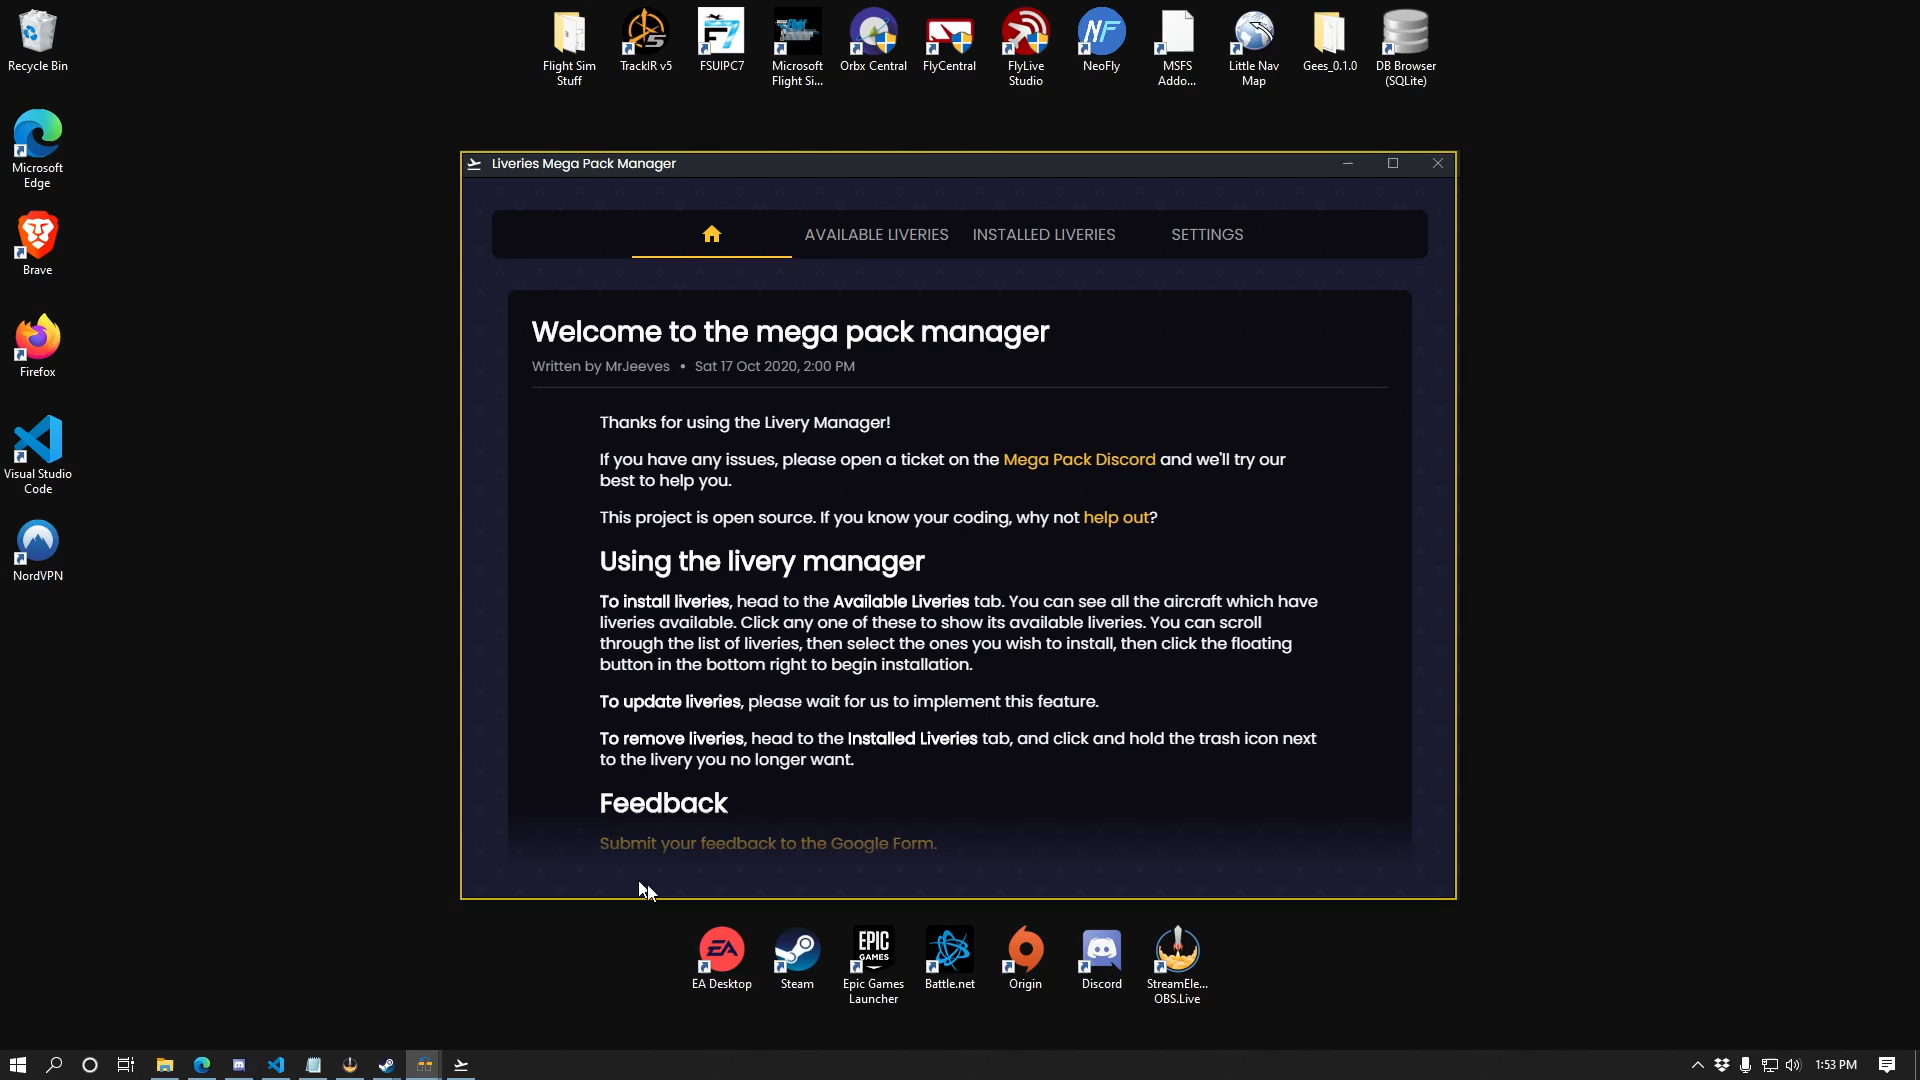 Recycle Bin
Flight Sim
Stuff
TrackIR v5
FSUIPC7
Microsoft
Flight Si...
Orbx Central
FlyCentral
FlyLive
Studio
NeoFly
MSFS
Addo...
Little Nav
Map
Gees_0.1.0
DB Browser
(SQLite)
Microsoft
Edge
Brave
Firefox
Visual Studio
Code
NordVPN
Liveries Mega Pack Manager
AVAILABLE LIVERIES INSTALLED LIVERIES SETTINGS
Welcome to the mega pack manager
Written by MrJeeves • Sat 17 Oct 2020, 2:00 PM
Thanks for using the Livery Manager!
If you have any issues, please open a ticket on the Mega Pack Discord and we'll try our
best to help you.
This project is open source. If you know your coding, why not help out?
Using the livery manager
To install liveries, head to the Available Liveries tab. You can see all the aircraft which have
liveries available. Click any one of these to show its available liveries. You can scroll
through the list of liveries, then select the ones you wish to install, then click the floating
button in the bottom right to begin installation.
To update liveries, please wait for us to implement this feature.
To remove liveries, head to the Installed Liveries tab, and click and hold the trash icon next
to the livery you no longer want.
Feedback
Submit your feedback to the Google Form.
EA
EA Desktop
Steam
EPIC
GAMES
Epic Games
Launcher
Battle.net
Origin
Discord
StreamEle...
OBS.Live
F7
NF
1:53 PM